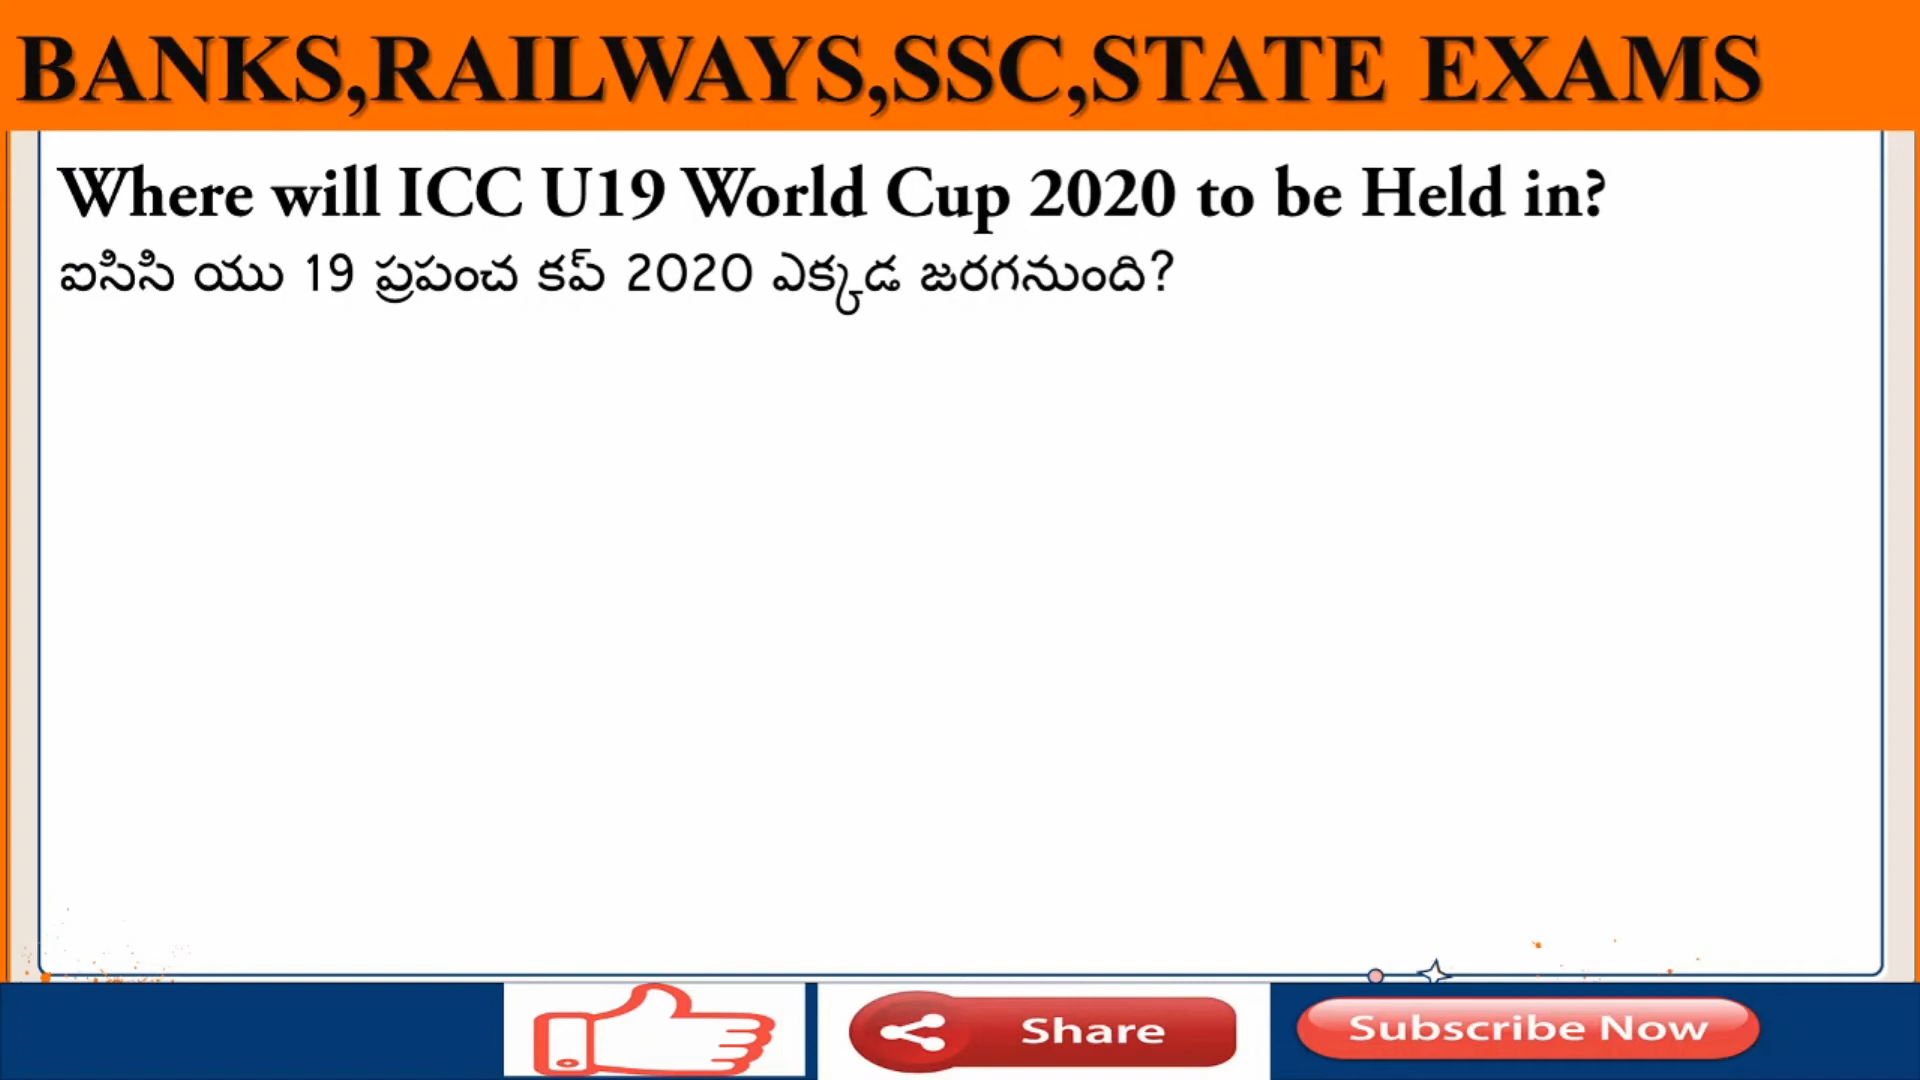 BANKS,RAILWAYS,SSC,STATE EXAMS
Where will ICC U19 World Cup 2020 to be Held in?
ఐసిసి యు 19 ప్రపంచ కప్ 2020 ఎక్కడ జరగనుంది?
Share
Subscribe Now